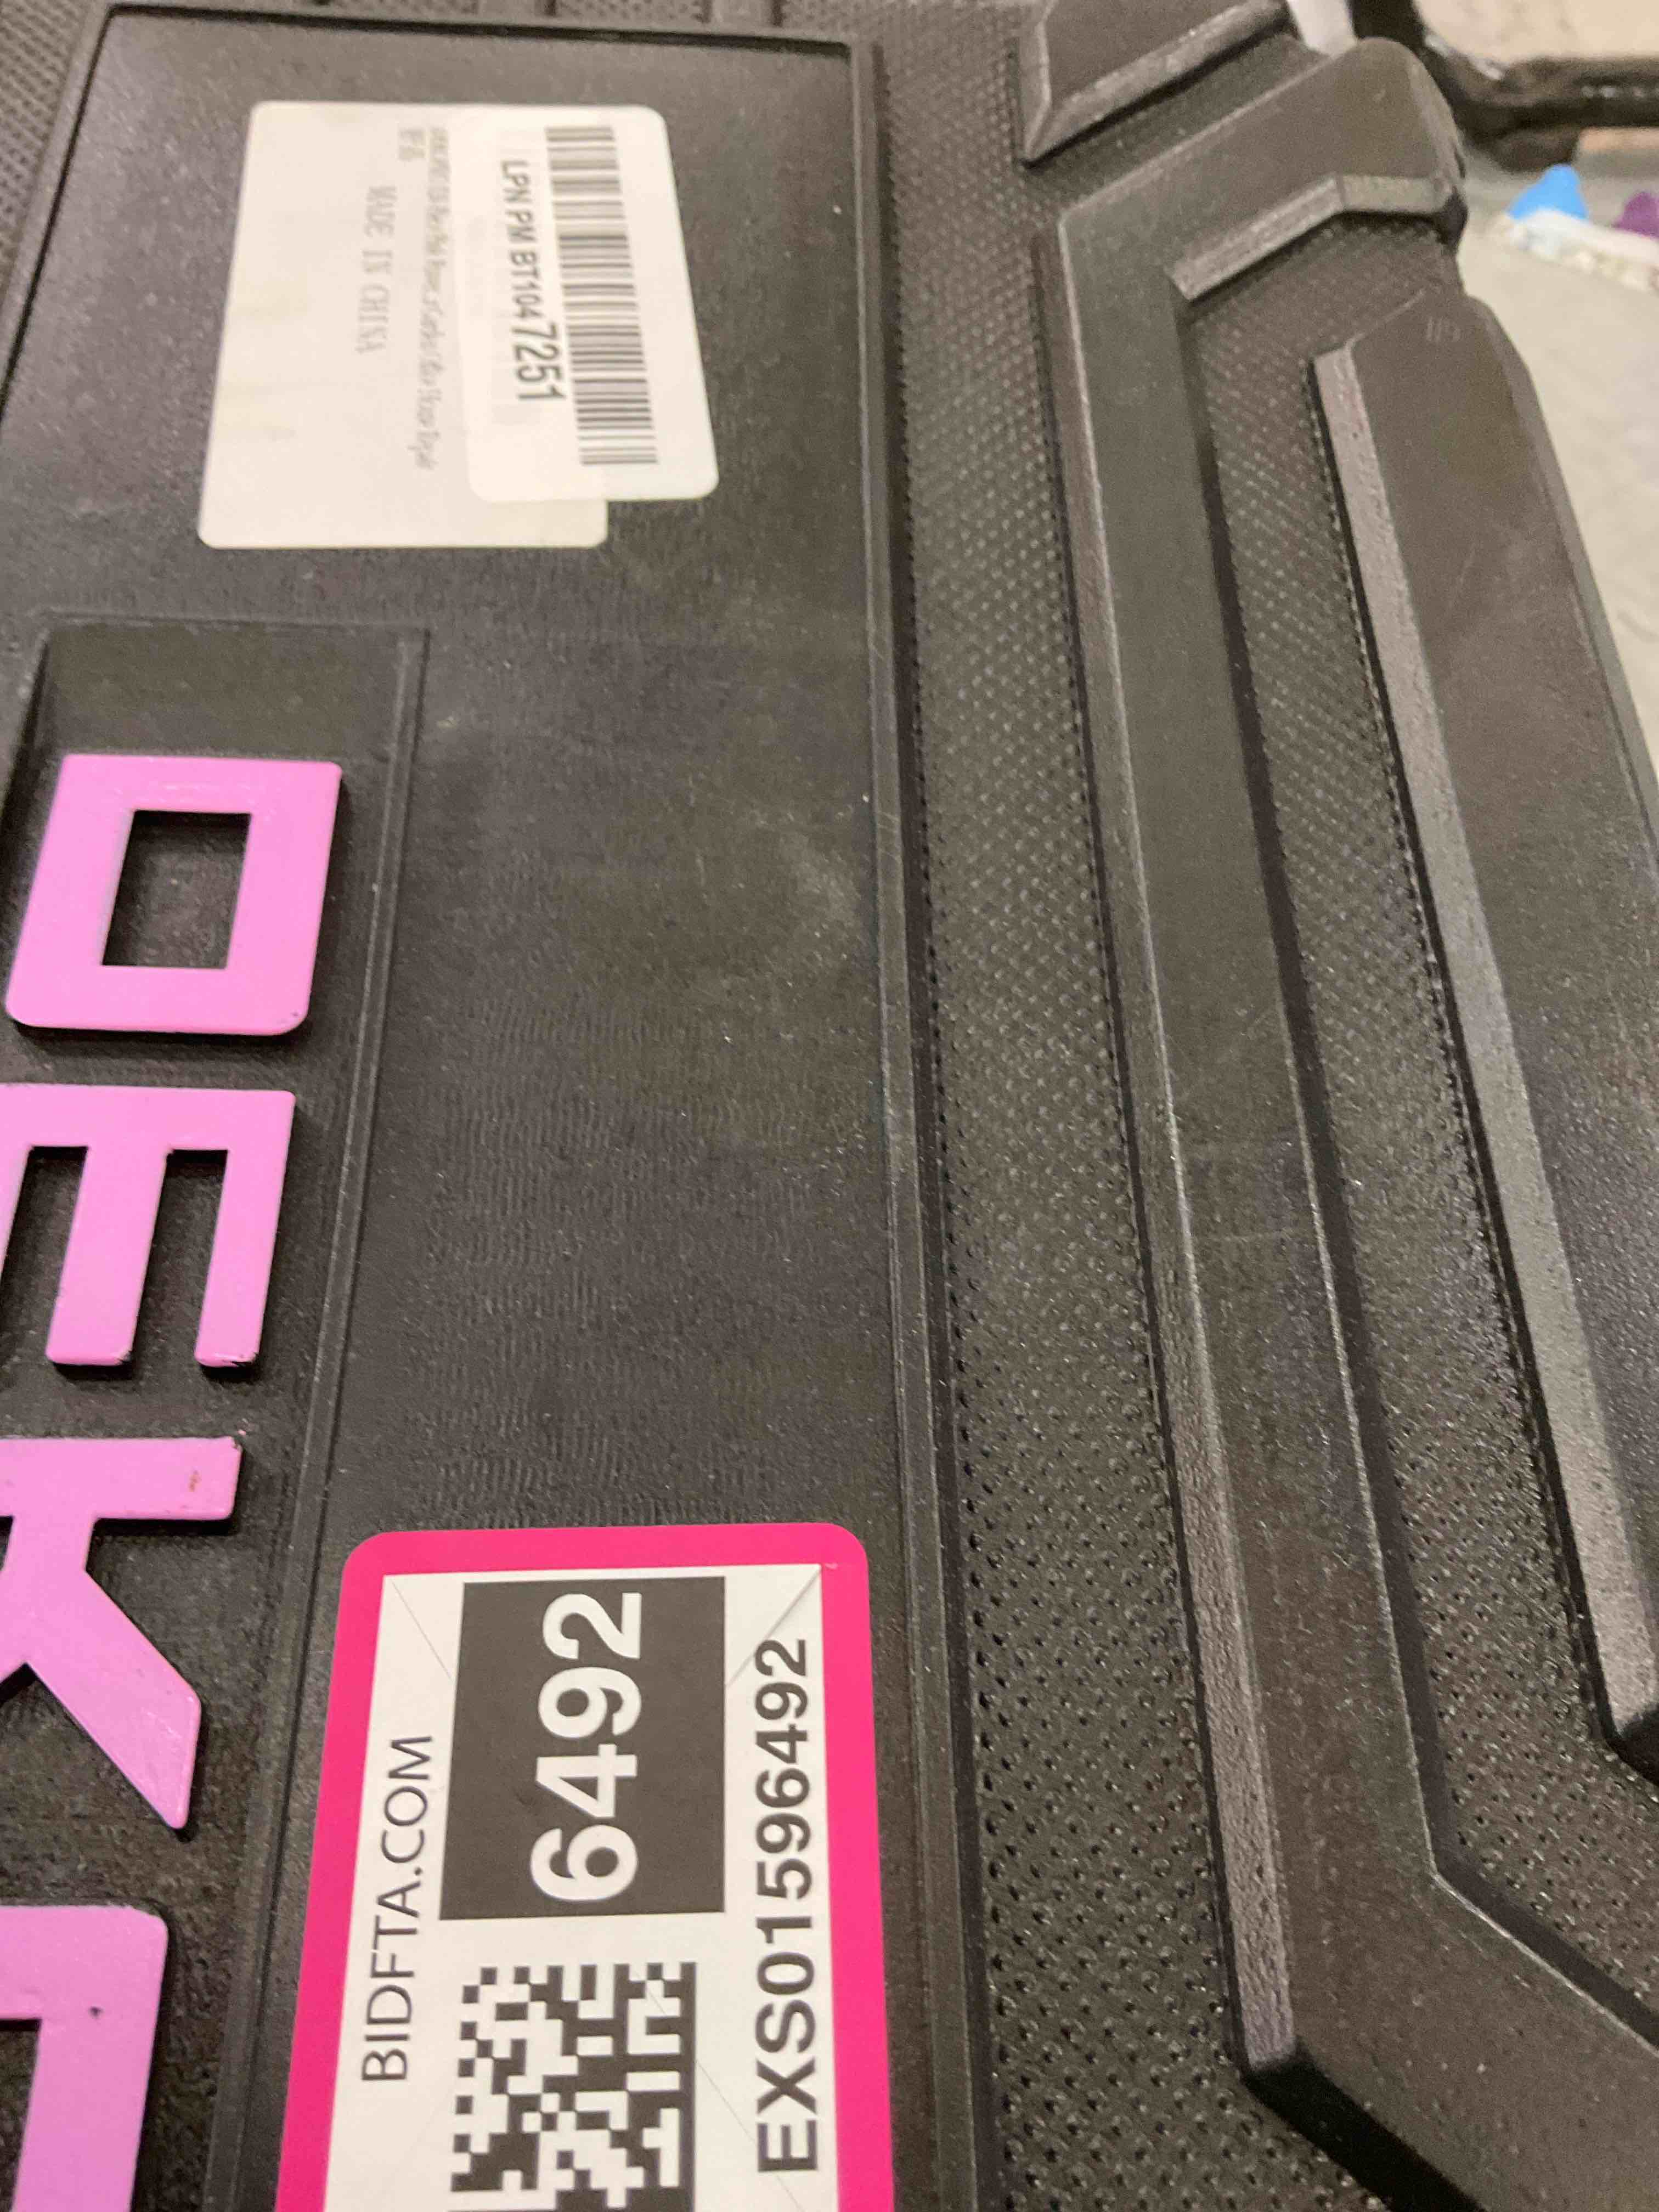 LPN PM BT1047251
MADE IN CHINA
DEK
BIDFTA.COM
6492
EXS01596492